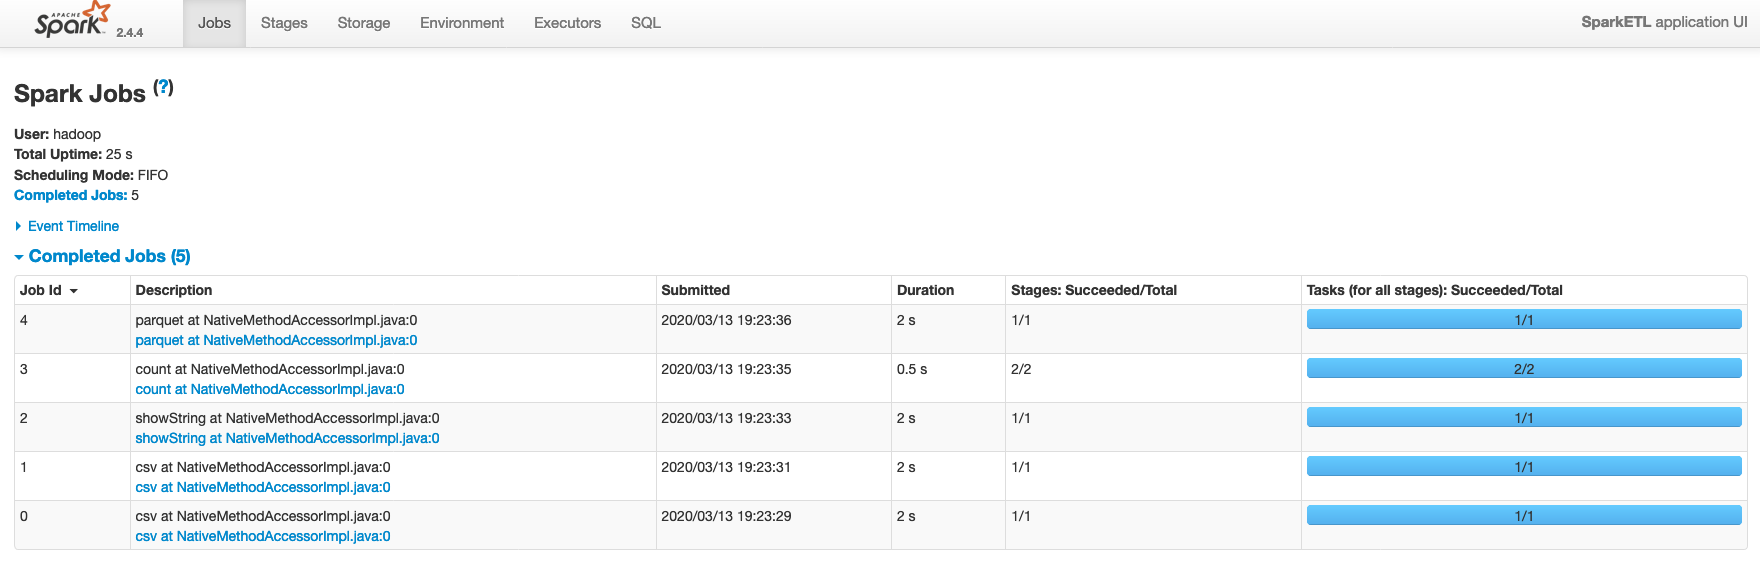 APACHE
Spark 2.4.4 Jobs Stages Storage Environment Executors SQL SparkETL application UI
Spark Jobs (?)
User: hadoop
Total Uptime: 25 s
Scheduling Mode: FIFO
Completed Jobs: 5
Event Timeline
Completed Jobs (5)
Job Id Description Submitted Duration Stages: Succeeded/Total Tasks (for all stages): Succeeded/Total
4 parquet at NativeMethodAccessorImpl.java:0 2020/03/13 19:23:36 2 s 1/1 1/1
parquet at NativeMethodAccessorImpl.java:0
3 count at NativeMethodAccessorImpl.java:0 2020/03/13 19:23:35 0.5 s 2/2 2/2
count at NativeMethodAccessorImpl.java:0
2 showString at NativeMethodAccessorImpl.java:0 2020/03/13 19:23:33 2 s 1/1 1/1
showString at NativeMethodAccessorImpl.java:0
1 csv at NativeMethodAccessorImpl.java:0 2020/03/13 19:23:31 2 s 1/1 1/1
csv at NativeMethodAccessorImpl.java:0
0 csv at NativeMethodAccessorImpl.java:0 2020/03/13 19:23:29 2 s 1/1 1/1
csv at NativeMethodAccessorImpl.java:0